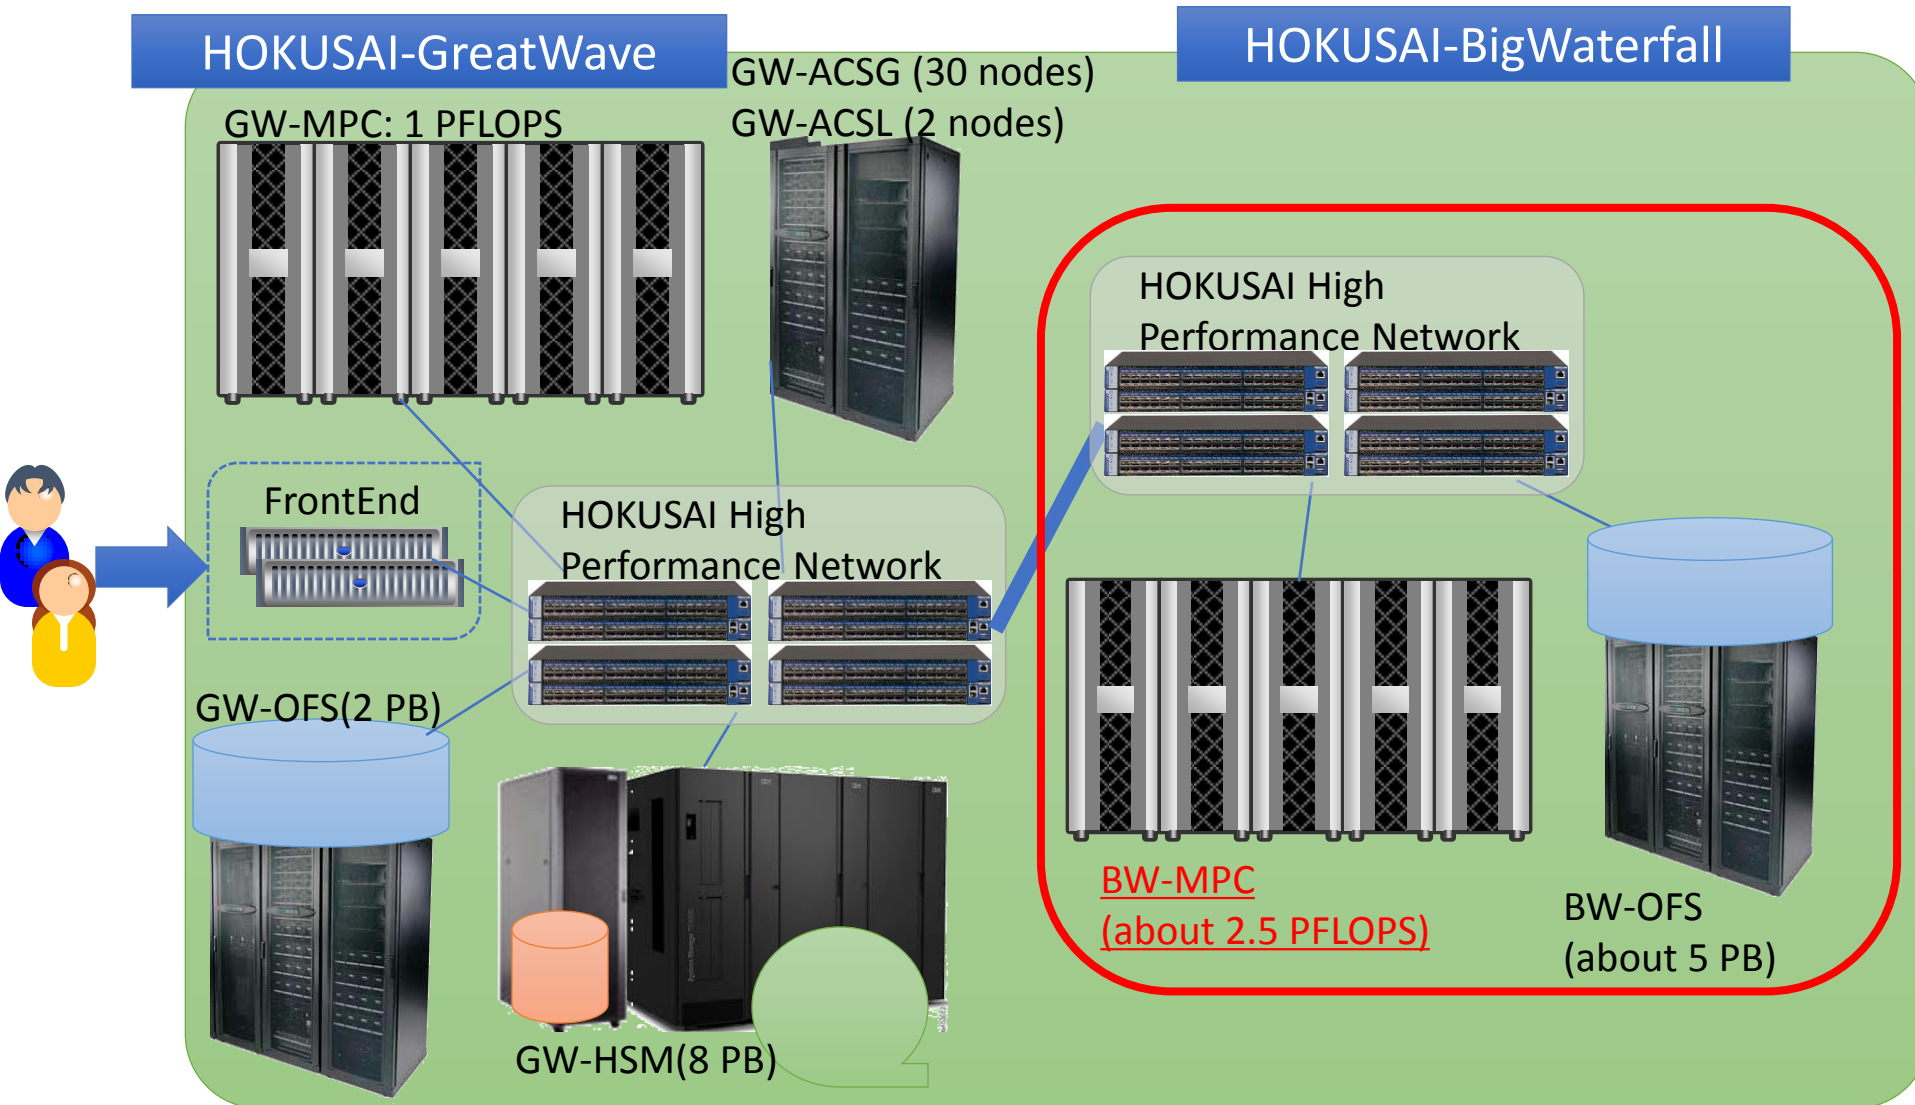 HOKUSAI-GreatWave
HOKUSAI-BigWaterfall
GW-MPC: 1 PFLOPS
GW-ACSG (30 nodes)
GW-ACSL (2 nodes)
HOKUSAI High
Performance Network
FrontEnd
HOKUSAI High
Performance Network
GW-OFS(2 PB)
BW-MPC
(about 2.5 PFLOPS)
BW-OFS
(about 5 PB)
GW-HSM(8 PB)